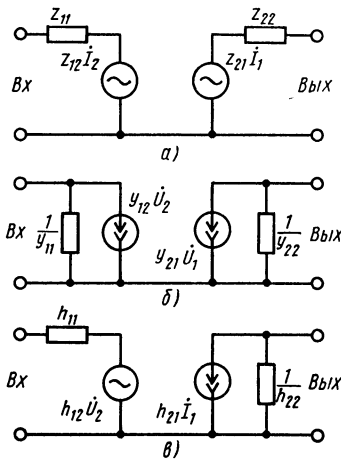 z₁₁ z₂₂
Вх z₁₂İ₂ z₂₁İ₁ Вых
а)
Вх 1/y₁₁ y₁₂U̇₂ y₂₁U̇₁ 1/y₂₂ Вых
б)
h₁₁
Вх h₁₂U̇₂ h₂₁İ₁ 1/h₂₂ Вых
в)